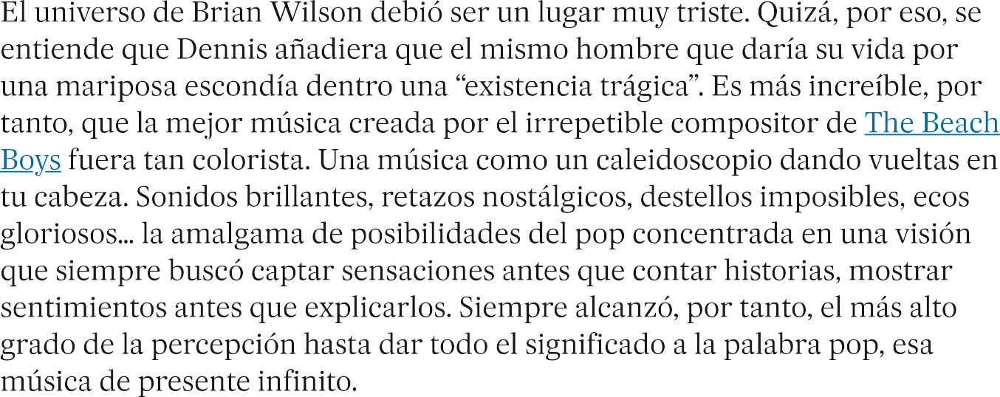 El universo de Brian Wilson debió ser un lugar muy triste. Quizá, por eso, se
entiende que Dennis añadiera que el mismo hombre que daría su vida por
una mariposa escondía dentro una “existencia trágica”. Es más increíble, por
tanto, que la mejor música creada por el irrepetible compositor de The Beach
Boys fuera tan colorista. Una música como un caleidoscopio dando vueltas en
tu cabeza. Sonidos brillantes, retazos nostálgicos, destellos imposibles, ecos
gloriosos... la amalgama de posibilidades del pop concentrada en una visión
que siempre buscó captar sensaciones antes que contar historias, mostrar
sentimientos antes que explicarlos. Siempre alcanzó, por tanto, el más alto
grado de la percepción hasta dar todo el significado a la palabra pop, esa
música de presente infinito.